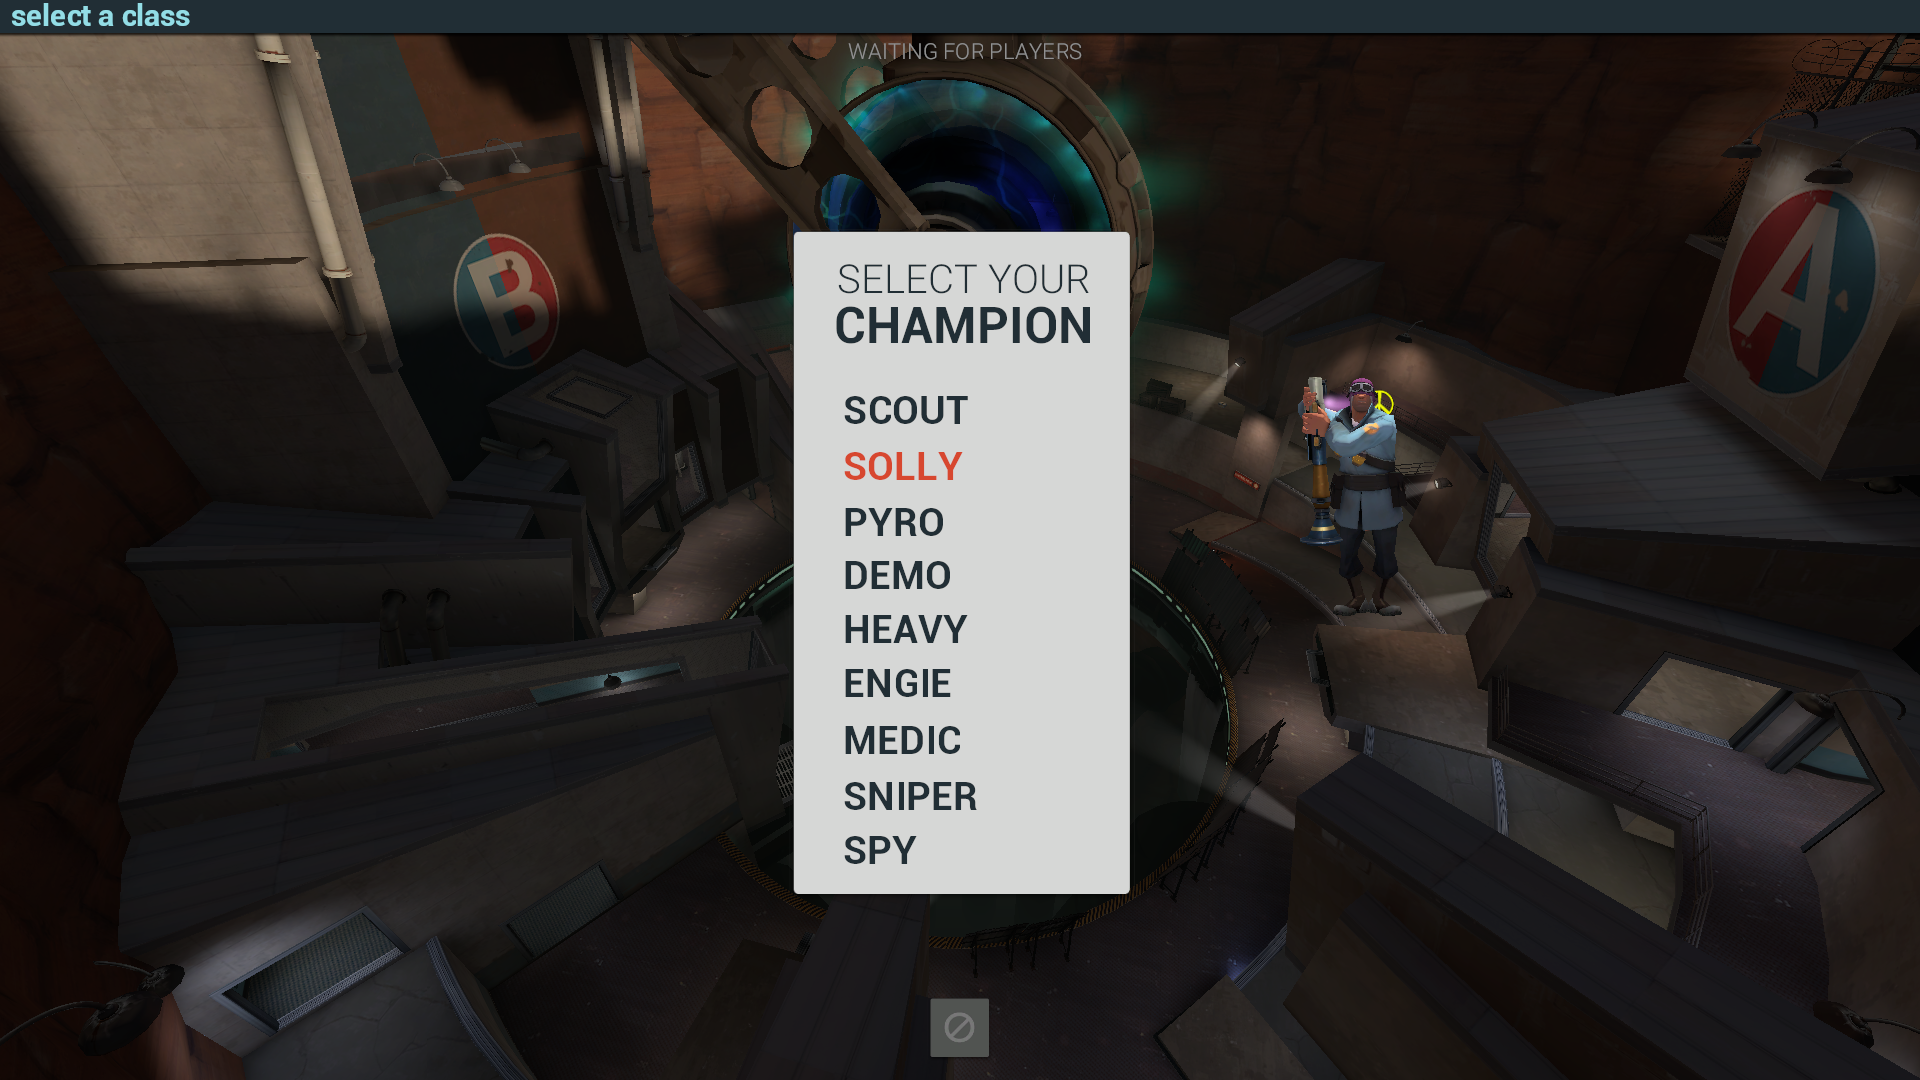 select a class
WAITING FOR PLAYERS
B
A
SELECT YOUR
CHAMPION
SCOUT
SOLLY
PYRO
DEMO
HEAVY
ENGIE
MEDIC
SNIPER
SPY